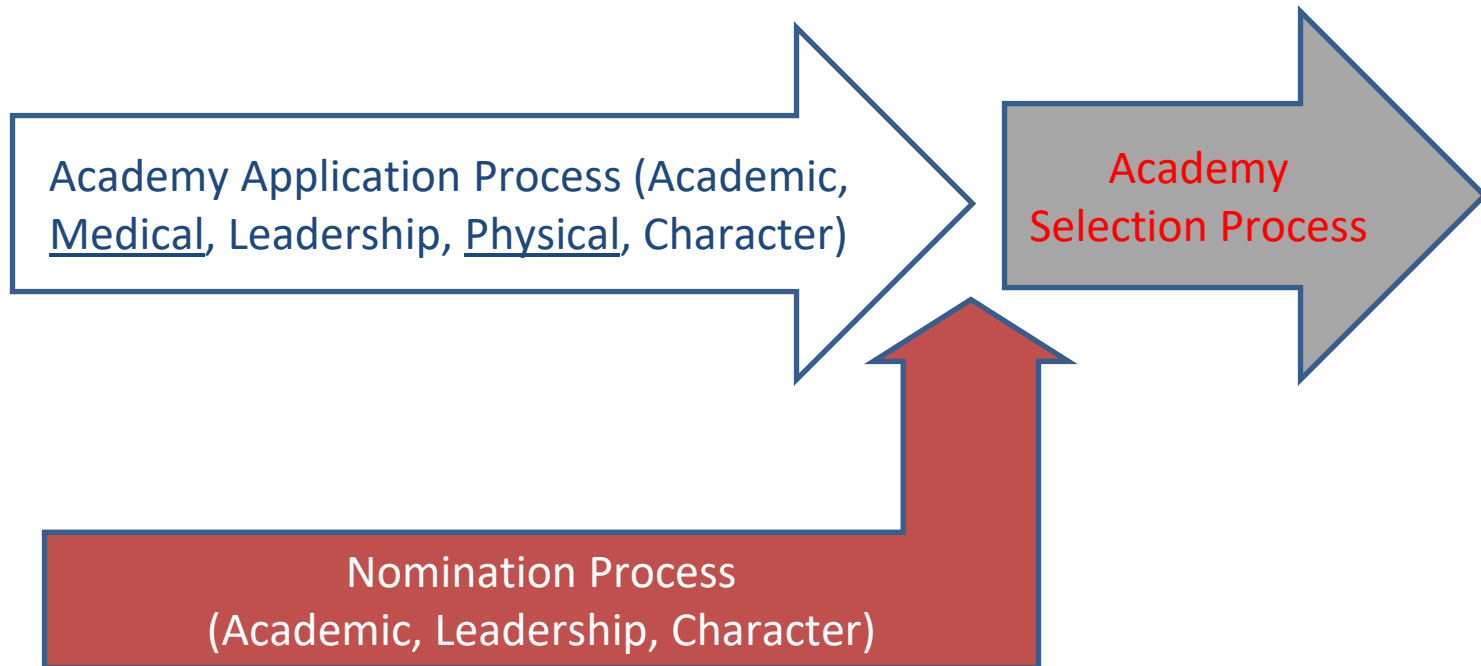 Academy Application Process (Academic,
Medical, Leadership, Physical, Character)
Academy
Selection Process
Nomination Process
(Academic, Leadership, Character)